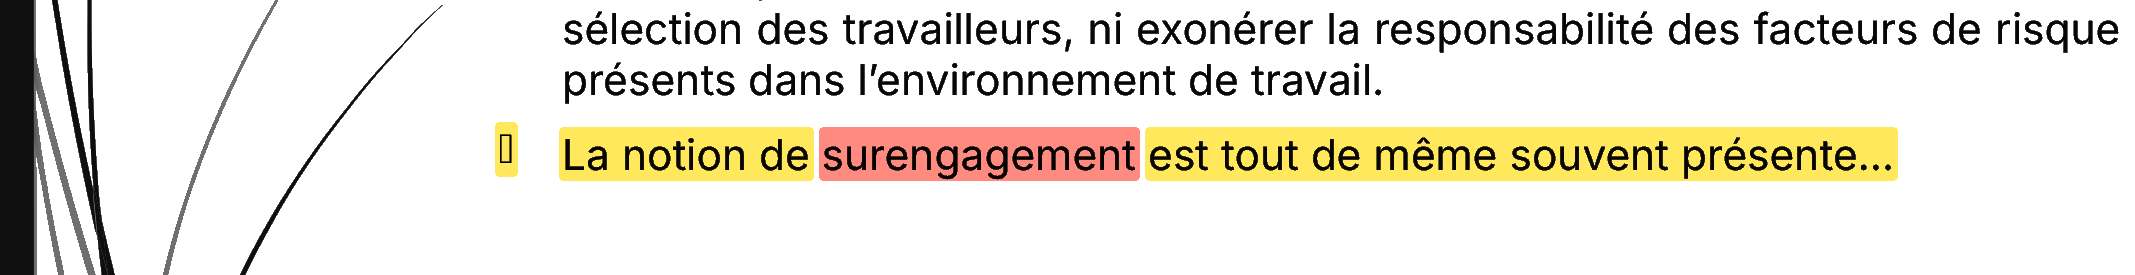 sélection des travailleurs, ni exonérer la responsabilité des facteurs de risque
présents dans l’environnement de travail.
La notion de surengagement est tout de même souvent présente...